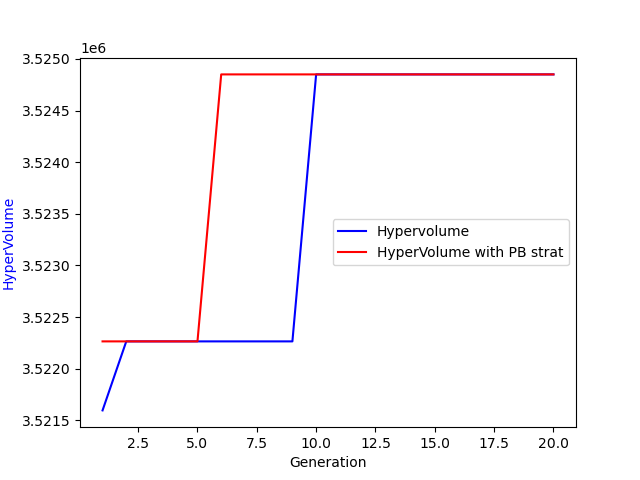 1e6
3.5250
3.5245
3.5240
3.5235
3.5230
3.5225
3.5220
3.5215
HyperVolume
Hypervolume
HyperVolume with PB strat
2.5 5.0 7.5 10.0 12.5 15.0 17.5 20.0
Generation